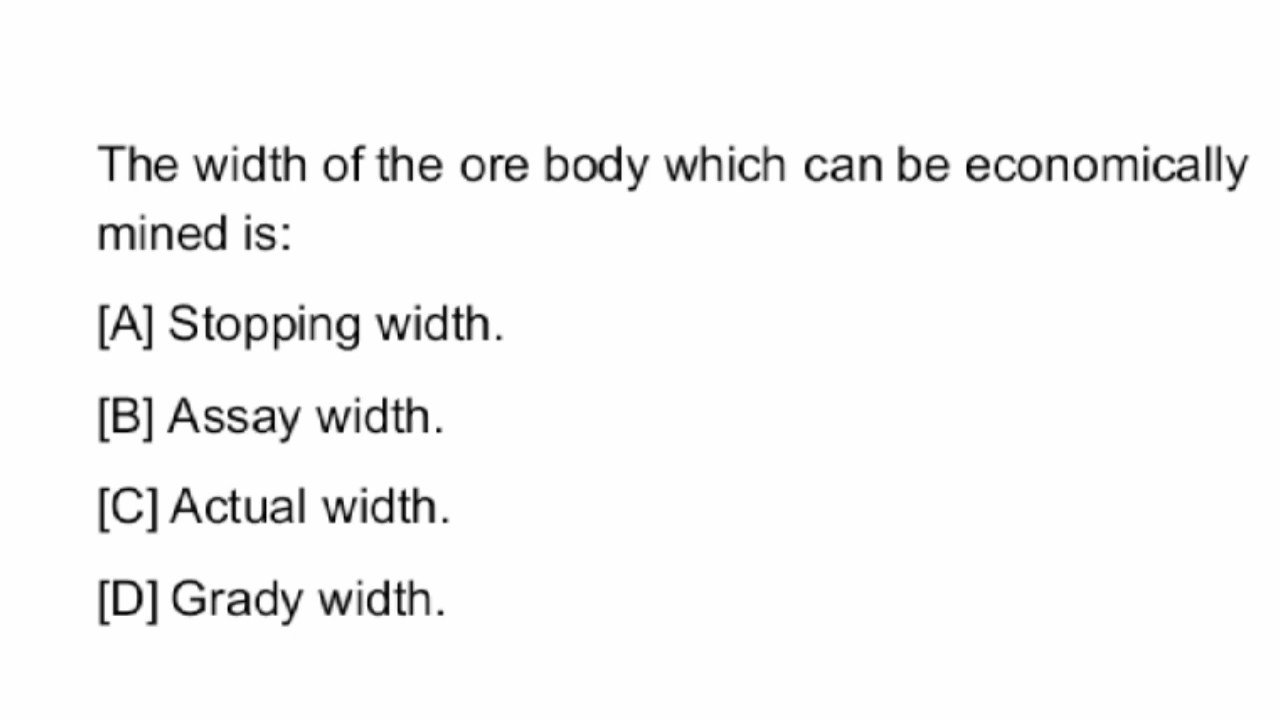 The width of the ore body which can be economically
mined is:
[A] Stopping width.
[B] Assay width.
[C] Actual width.
[D] Grady width.